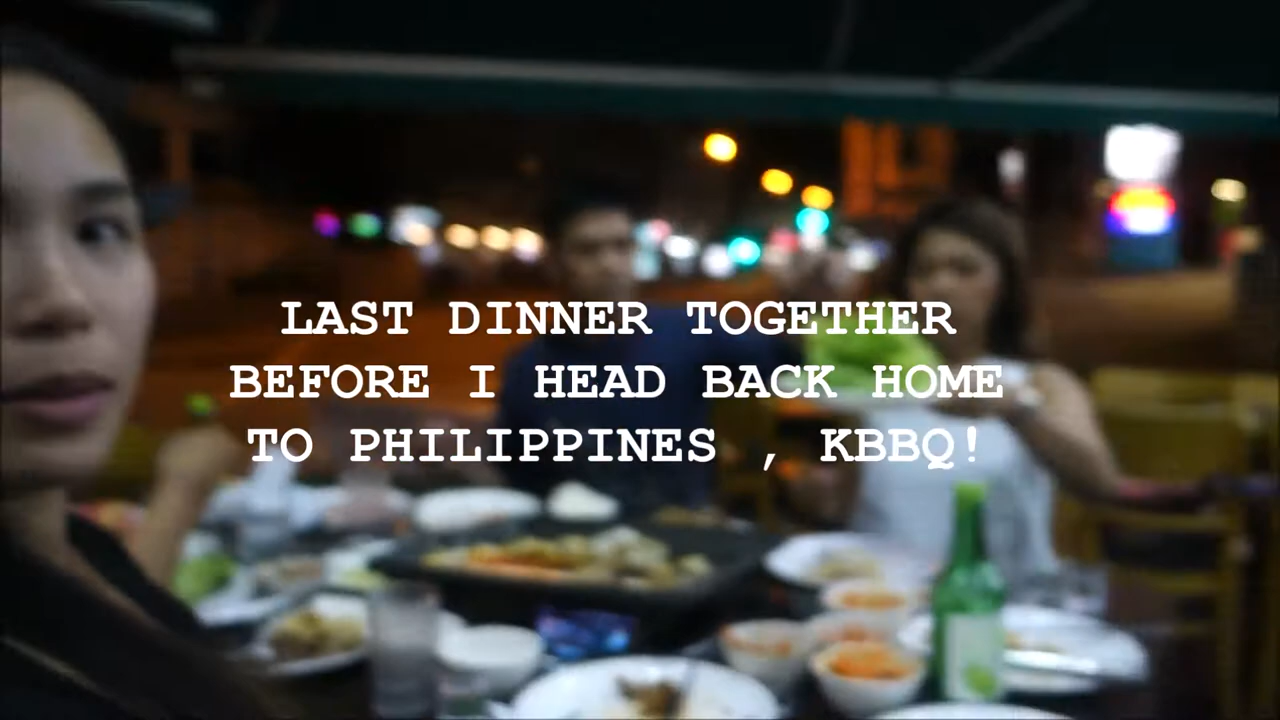 LAST DINNER TOGETHER
BEFORE I HEAD BACK HOME
TO PHILIPPINES , KBBQ!